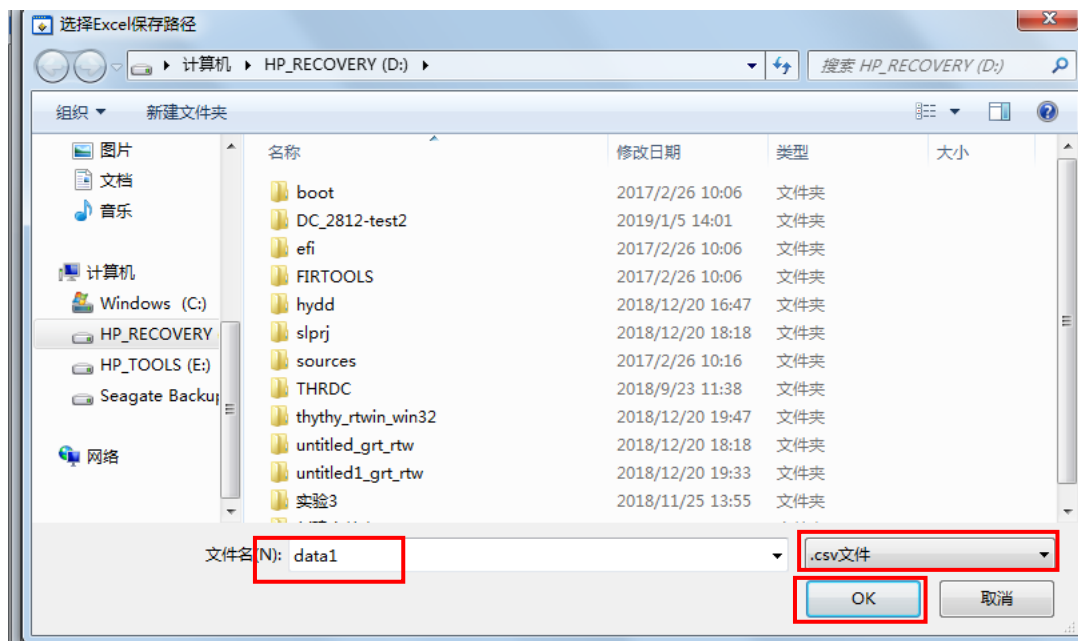 选择Excel保存路径
计算机 HP_RECOVERY (D:)
搜索 HP_RECOVERY (D:)
组织 新建文件夹
图片
文档
音乐
计算机
Windows (C:)
HP_RECOVERY
HP_TOOLS (E:)
Seagate Backup
网络
名称 修改日期 类型 大小
boot 2017/2/26 10:06 文件夹
DC_2812-test2 2019/1/5 14:01 文件夹
efi 2017/2/26 10:06 文件夹
FIRTOOLS 2017/2/26 10:06 文件夹
hydd 2018/12/20 16:47 文件夹
slprj 2018/12/20 18:18 文件夹
sources 2017/2/26 10:16 文件夹
THRDC 2018/9/23 11:38 文件夹
thythy_rtwin_win32 2018/12/20 19:47 文件夹
untitled_grt_rtw 2018/12/20 18:18 文件夹
untitled1_grt_rtw 2018/12/20 19:33 文件夹
实验3 2018/11/25 13:55 文件夹
文件名(N): data1 .csv文件
OK 取消